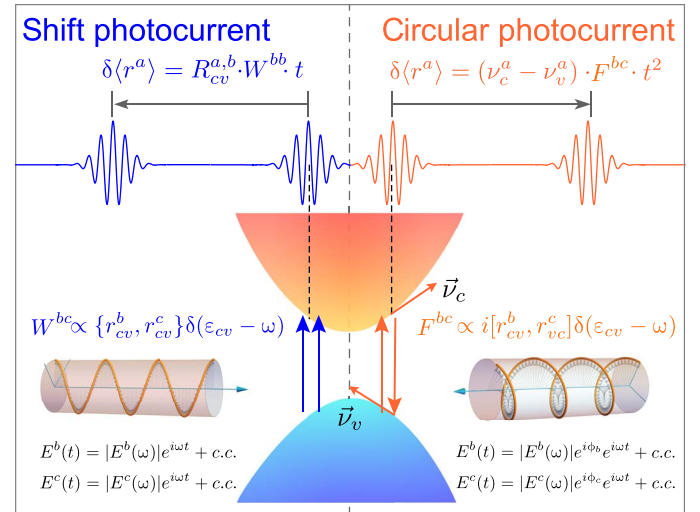 Shift photocurrent
Circular photocurrent
δ⟨r^a⟩ = R_{cv}^{a,b}·W^{bb}·t
δ⟨r^a⟩ = (ν_c^a − ν_v^a)·F^{bc}·t^2
ν⃗_c
W^{bc} ∝ {r_{cv}^b, r_{cv}^c}δ(ε_{cv} − ω)
F^{bc} ∝ i[r_{cv}^b, r_{vc}^c]δ(ε_{cv} − ω)
ν⃗_v
E^b(t) = |E^b(ω)|e^{iωt} + c.c.
E^c(t) = |E^c(ω)|e^{iωt} + c.c.
E^b(t) = |E^b(ω)|e^{iϕ_b}e^{iωt} + c.c.
E^c(t) = |E^c(ω)|e^{iϕ_c}e^{iωt} + c.c.